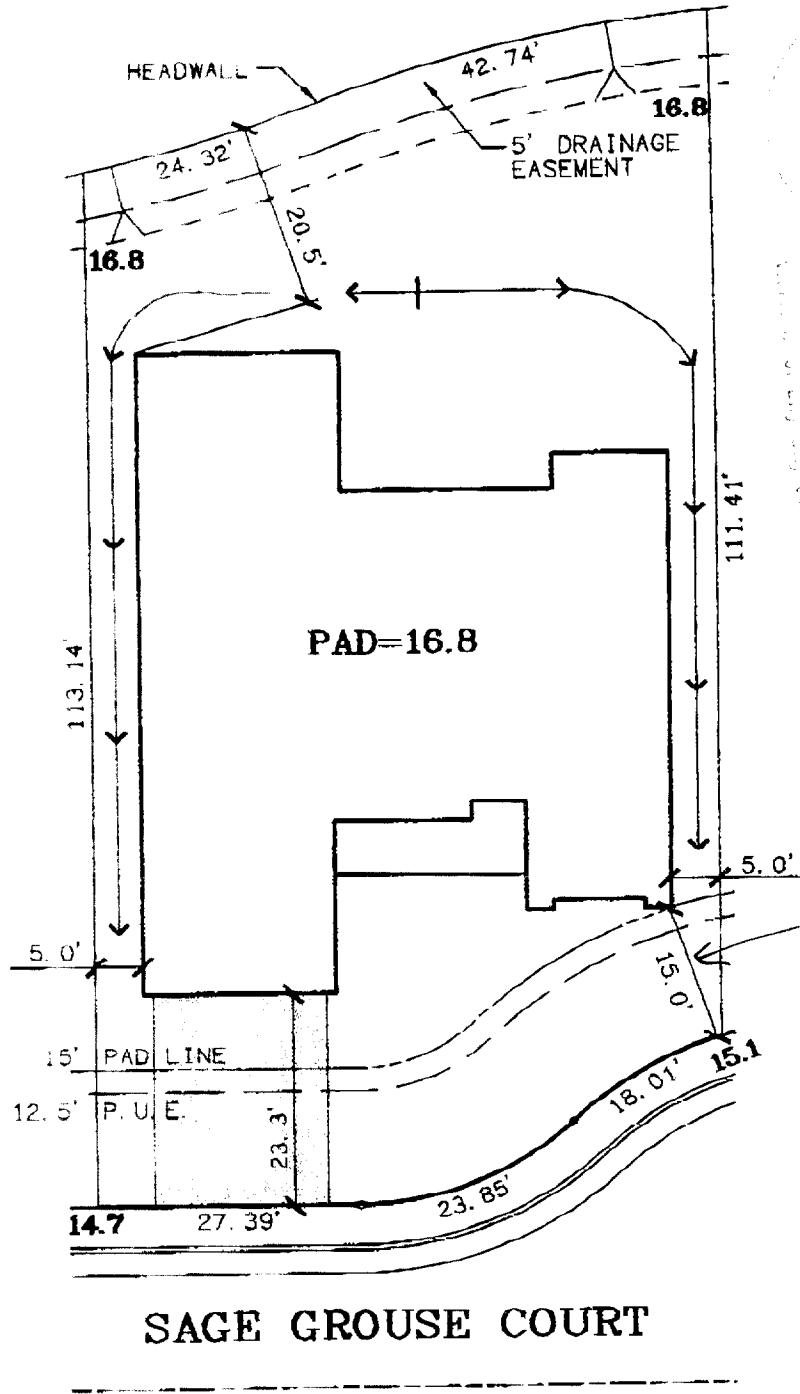 42. 74'
HEADWALL
16.8
5' DRAINAGE
EASEMENT
24. 32'
20. 5'
16.8
111. 41'
PAD=16.8
113. 14'
5. 0'
5. 0'
15. 0'
15' PAD LINE
15.1
18. 01'
12. 5' P. U. E.
23. 3'
23. 85'
14.7
27. 39'
SAGE GROUSE COURT